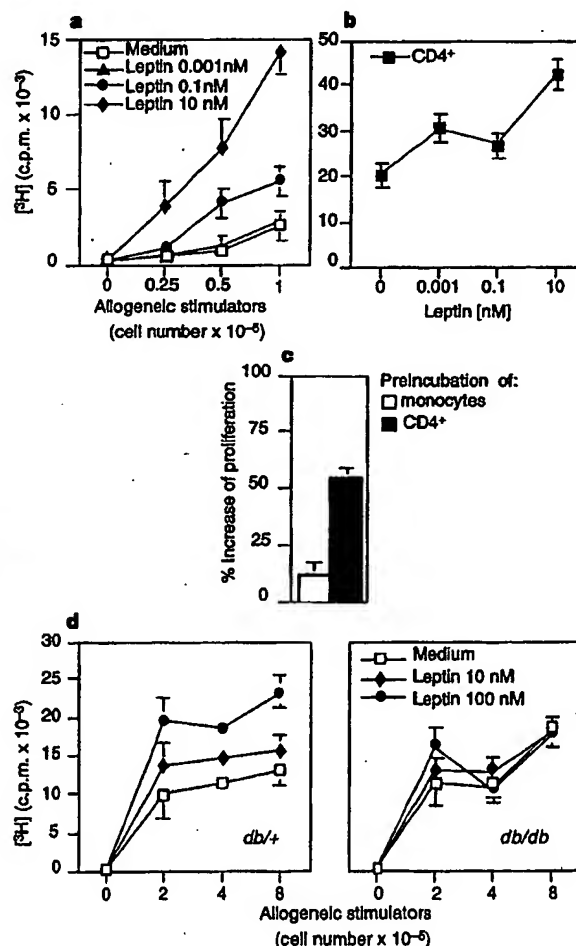 a
15
10
5
0
[³H] (c.p.m. x 10⁻³)
Medium
Leptin 0.001nM
Leptin 0.1nM
Leptin 10 nM
0 0.25 0.5 1
Allogeneic stimulators
(cell number x 10⁻⁵)
b
50
40
30
20
10
0
CD4⁺
0 0.001 0.1 10
Leptin [nM]
c
100
75
50
25
0
% Increase of proliferation
Preincubation of:
monocytes
CD4⁺
d
30
25
20
15
10
5
0
[³H] (c.p.m. x 10⁻³)
db/+
0 2 4 8
Medium
Leptin 10 nM
Leptin 100 nM
db/db
0 2 4 8
Allogeneic stimulators
(cell number x 10⁻⁵)